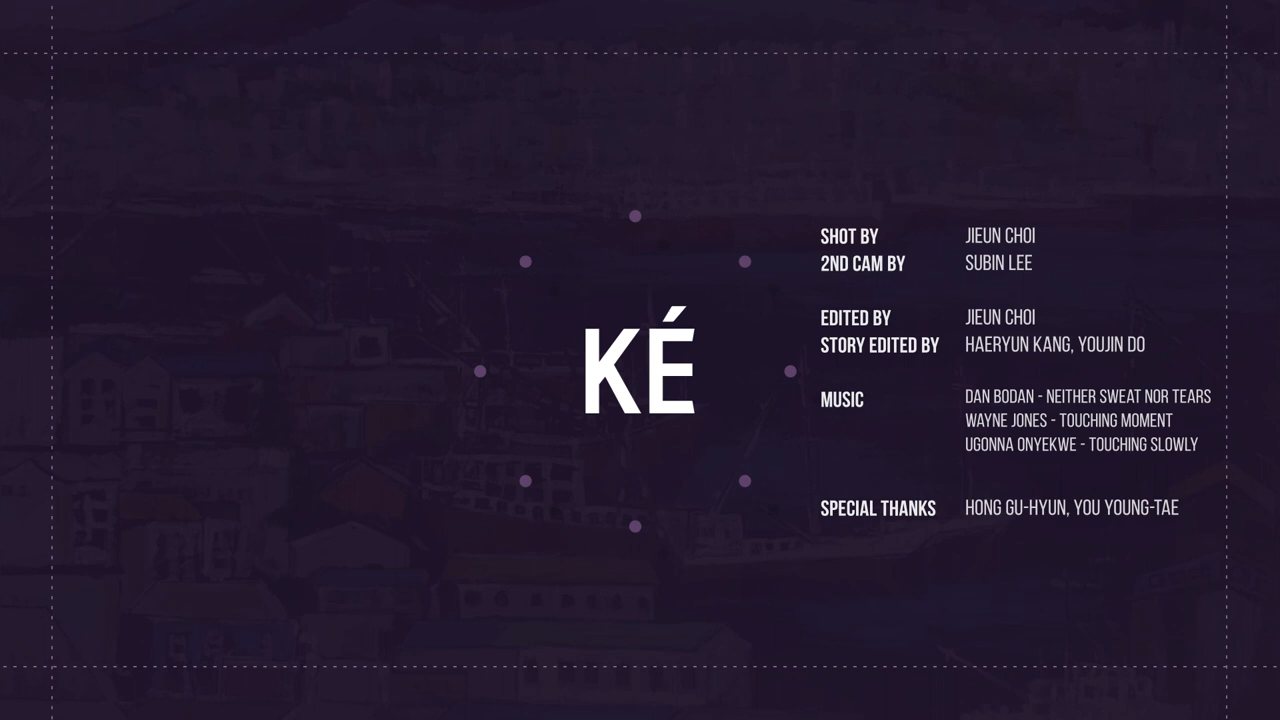 KÉ
SHOT BY JIEUN CHOI
2ND CAM BY SUBIN LEE
EDITED BY JIEUN CHOI
STORY EDITED BY HAERYUN KANG, YOUJIN DO
MUSIC DAN BODAN - NEITHER SWEAT NOR TEARS
WAYNE JONES - TOUCHING MOMENT
UGONNA ONYEKWE - TOUCHING SLOWLY
SPECIAL THANKS HONG GU-HYUN, YOU YOUNG-TAE